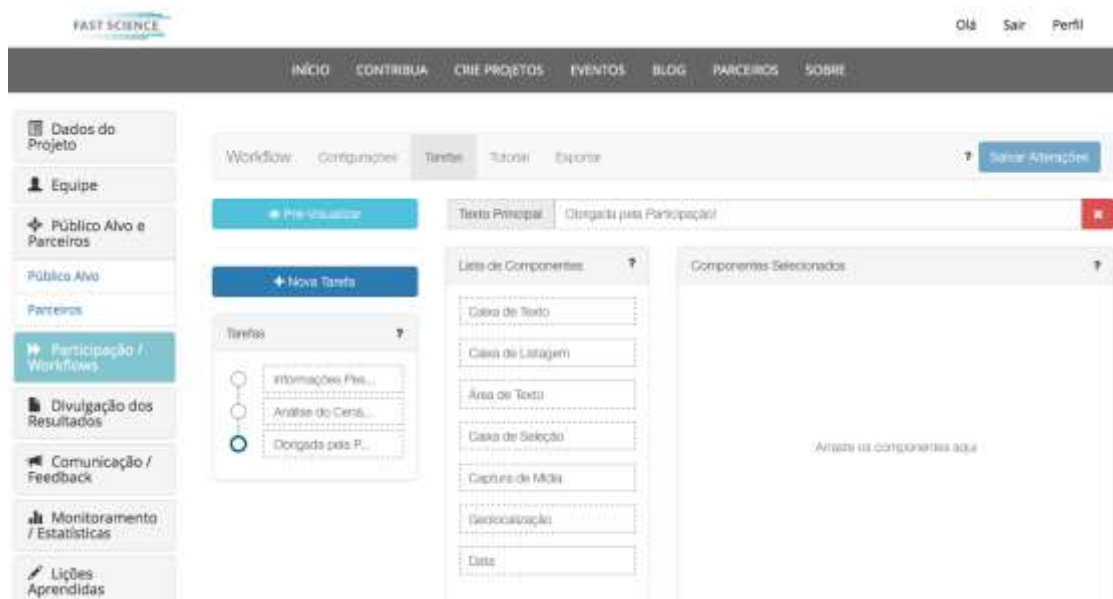 FAST SCIENCE
Olá Sair Perfil
INÍCIO CONTRIBUA CRIE PROJETOS EVENTOS BLOG PARCEIROS SOBRE
Dados do
Projeto
Equipe
Público Alvo e
Parceiros
Público Alvo
Parceiros
Participação /
Workflows
Divulgação dos
Resultados
Comunicação /
Feedback
Monitoramento
/ Estatísticas
Lições
Aprendidas
Workflow Configurações Tarefas Tutorial Exportar ? Salvar Alterações
Pré-Visualizar
Nova Tarefa
Tarefas ?
Informações Pes...
Análise do Cená...
Obrigada pela P...
Texto Principal Obrigada pela Participação!
Lista de Componentes ?
Caixa de Texto
Caixa de Listagem
Área de Texto
Caixa de Seleção
Captura de Mídia
Geolocalização
Data
Componentes Selecionados ?
Arraste os componentes aqui